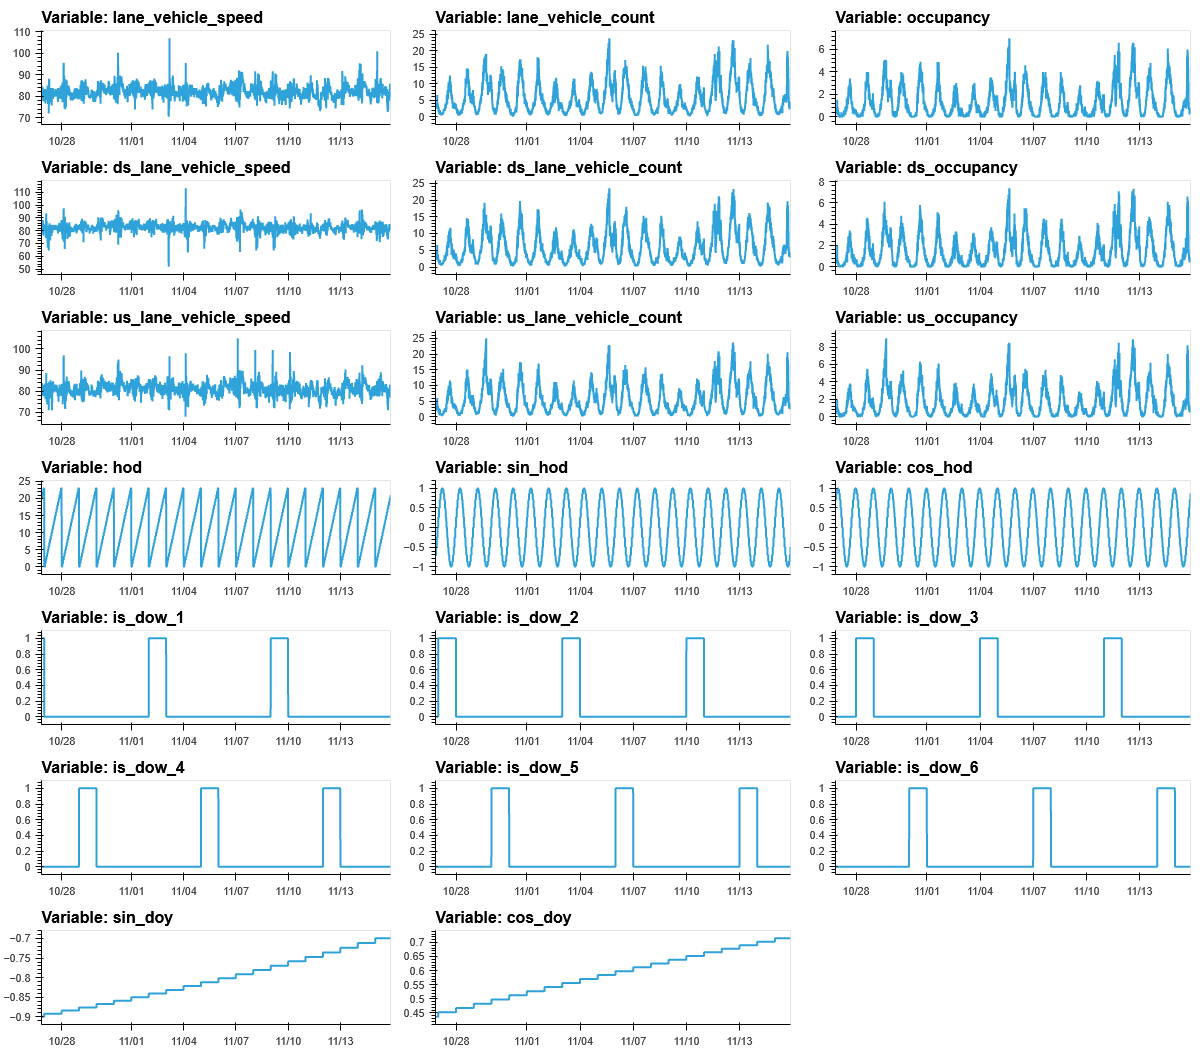 Variable: lane_vehicle_speed
110
100
90
80
70
10/28 11/01 11/04 11/07 11/10 11/13
Variable: lane_vehicle_count
25
20
15
10
5
0
10/28 11/01 11/04 11/07 11/10 11/13
Variable: occupancy
6
4
2
0
10/28 11/01 11/04 11/07 11/10 11/13
Variable: ds_lane_vehicle_speed
110
100
90
80
70
60
50
10/28 11/01 11/04 11/07 11/10 11/13
Variable: ds_lane_vehicle_count
25
20
15
10
5
0
10/28 11/01 11/04 11/07 11/10 11/13
Variable: ds_occupancy
8
6
4
2
0
10/28 11/01 11/04 11/07 11/10 11/13
Variable: us_lane_vehicle_speed
100
90
80
70
10/28 11/01 11/04 11/07 11/10 11/13
Variable: us_lane_vehicle_count
25
20
15
10
5
0
10/28 11/01 11/04 11/07 11/10 11/13
Variable: us_occupancy
8
6
4
2
0
10/28 11/01 11/04 11/07 11/10 11/13
Variable: hod
25
20
15
10
5
0
10/28 11/01 11/04 11/07 11/10 11/13
Variable: sin_hod
1
0.5
0
−0.5
−1
10/28 11/01 11/04 11/07 11/10 11/13
Variable: cos_hod
1
0.5
0
−0.5
−1
10/28 11/01 11/04 11/07 11/10 11/13
Variable: is_dow_1
1
0.8
0.6
0.4
0.2
0
10/28 11/01 11/04 11/07 11/10 11/13
Variable: is_dow_2
1
0.8
0.6
0.4
0.2
0
10/28 11/01 11/04 11/07 11/10 11/13
Variable: is_dow_3
1
0.8
0.6
0.4
0.2
0
10/28 11/01 11/04 11/07 11/10 11/13
Variable: is_dow_4
1
0.8
0.6
0.4
0.2
0
10/28 11/01 11/04 11/07 11/10 11/13
Variable: is_dow_5
1
0.8
0.6
0.4
0.2
0
10/28 11/01 11/04 11/07 11/10 11/13
Variable: is_dow_6
1
0.8
0.6
0.4
0.2
0
10/28 11/01 11/04 11/07 11/10 11/13
Variable: sin_doy
−0.7
−0.75
−0.8
−0.85
−0.9
10/28 11/01 11/04 11/07 11/10 11/13
Variable: cos_doy
0.7
0.65
0.6
0.55
0.5
0.45
10/28 11/01 11/04 11/07 11/10 11/13